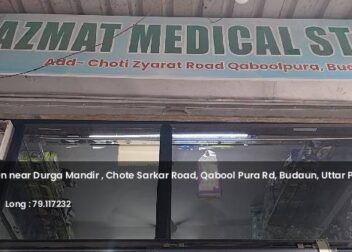 AZMAT MEDICAL ST
Add- Choti Zyarat Road Qaboolpura, Bud
n near Durga Mandir , Chote Sarkar Road, Qabool Pura Rd, Budaun, Uttar P
Long : 79.117232